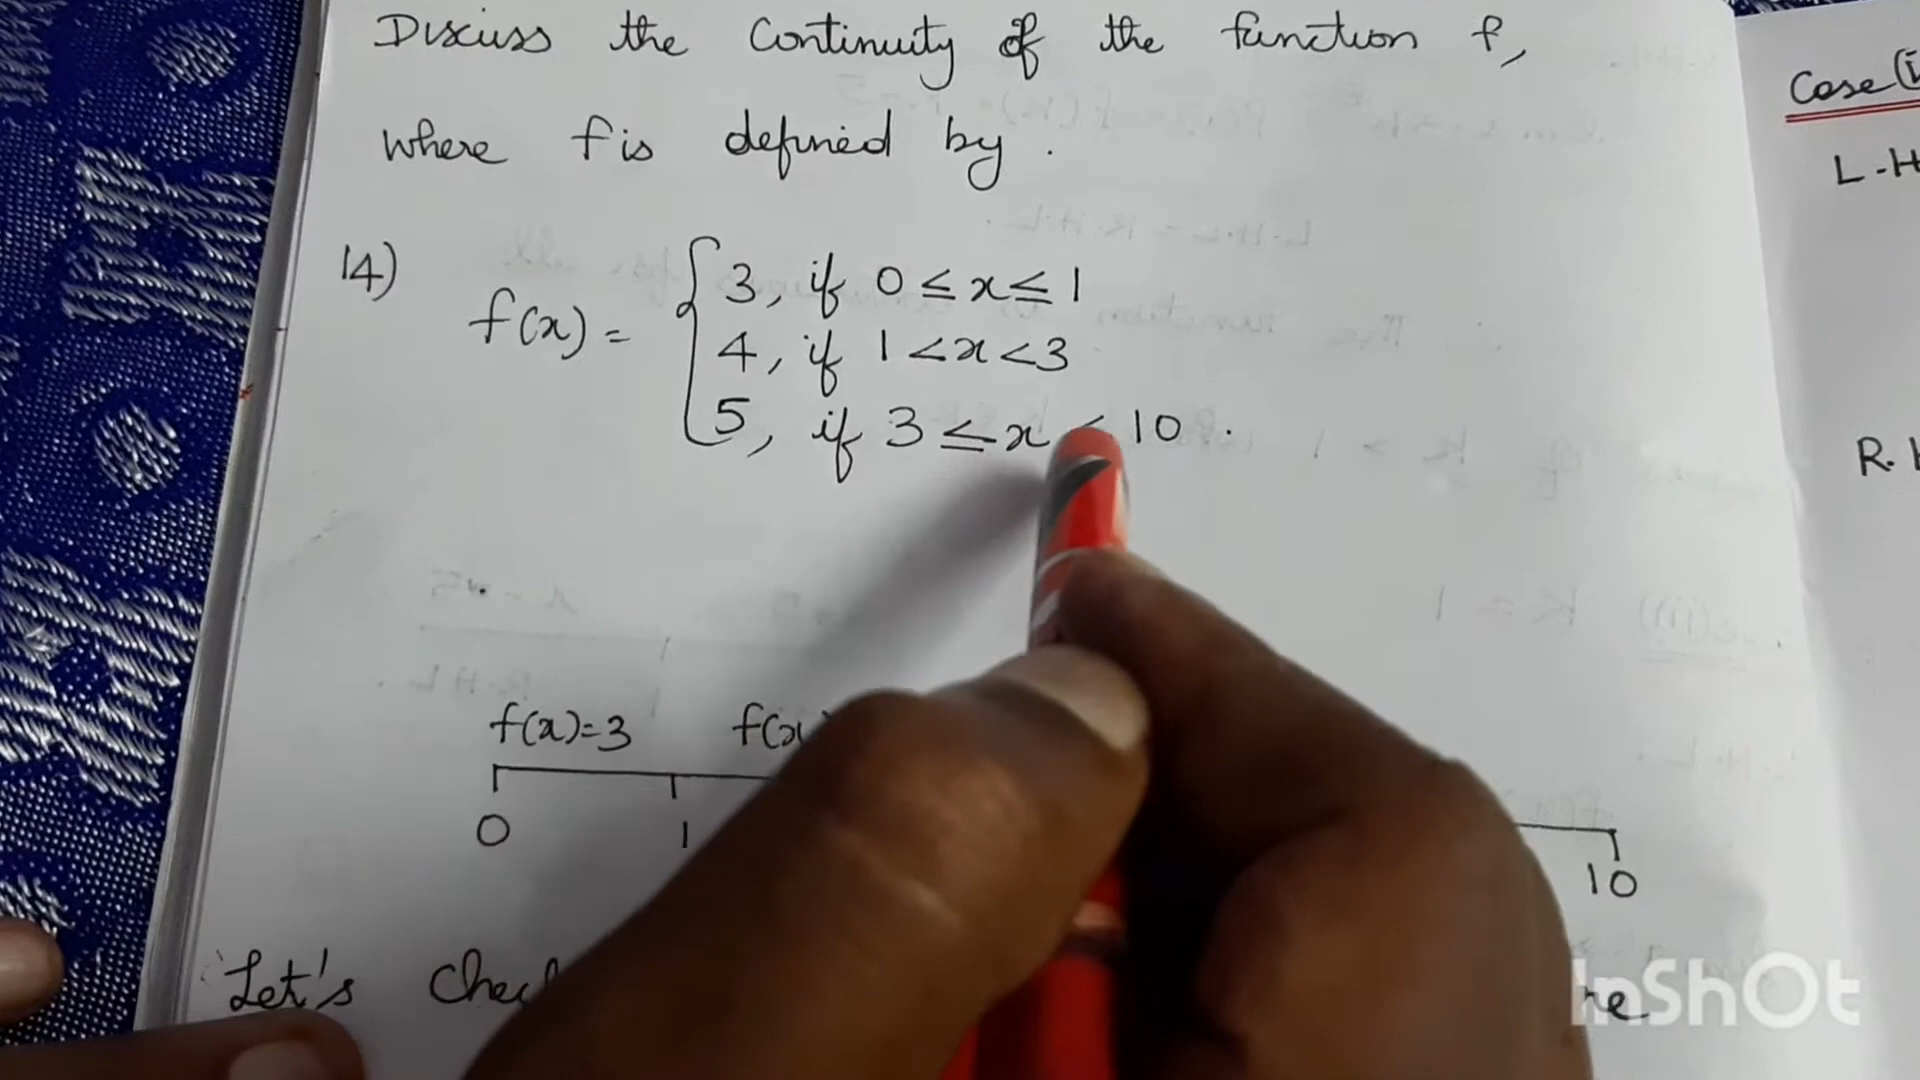 Discuss the Continuity of the function f,
where f is defined by.
14)
f(x) = { 3, if 0 ≤ x ≤ 1
4, if 1 < x < 3
5, if 3 ≤ x ≤ 10.
f(x)=3
0 1 10
Let's
Case
L.H
R.H
InShOt